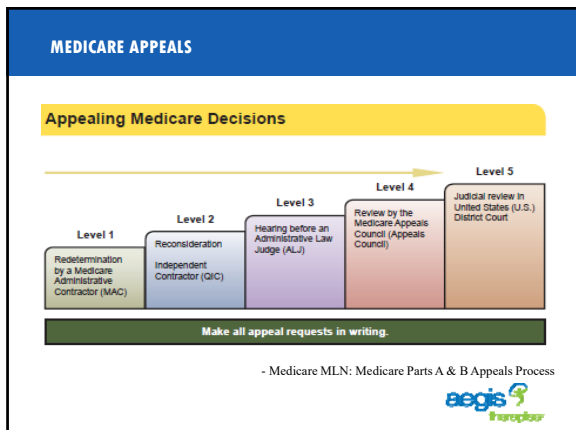 MEDICARE APPEALS
Appealing Medicare Decisions
Level 1
Redetermination
by a Medicare
Administrative
Contractor (MAC)
Level 2
Reconsideration
Independent
Contractor (QIC)
Level 3
Hearing before an
Administrative Law
Judge (ALJ)
Level 4
Review by the
Medicare Appeals
Council (Appeals
Council)
Level 5
Judicial review in
United States (U.S.)
District Court
Make all appeal requests in writing.
- Medicare MLN: Medicare Parts A & B Appeals Process
aegis
therapies